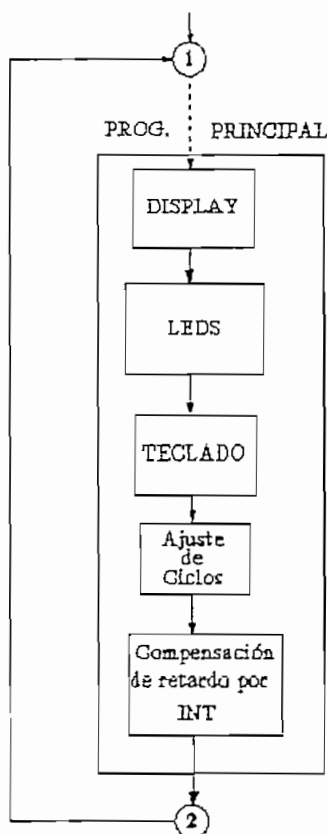 1
PROG. PRINCIPAL
DISPLAY
LEDS
TECLADO
Ajuste
de
Ciclos
Compensación
de retardo por
INT
2